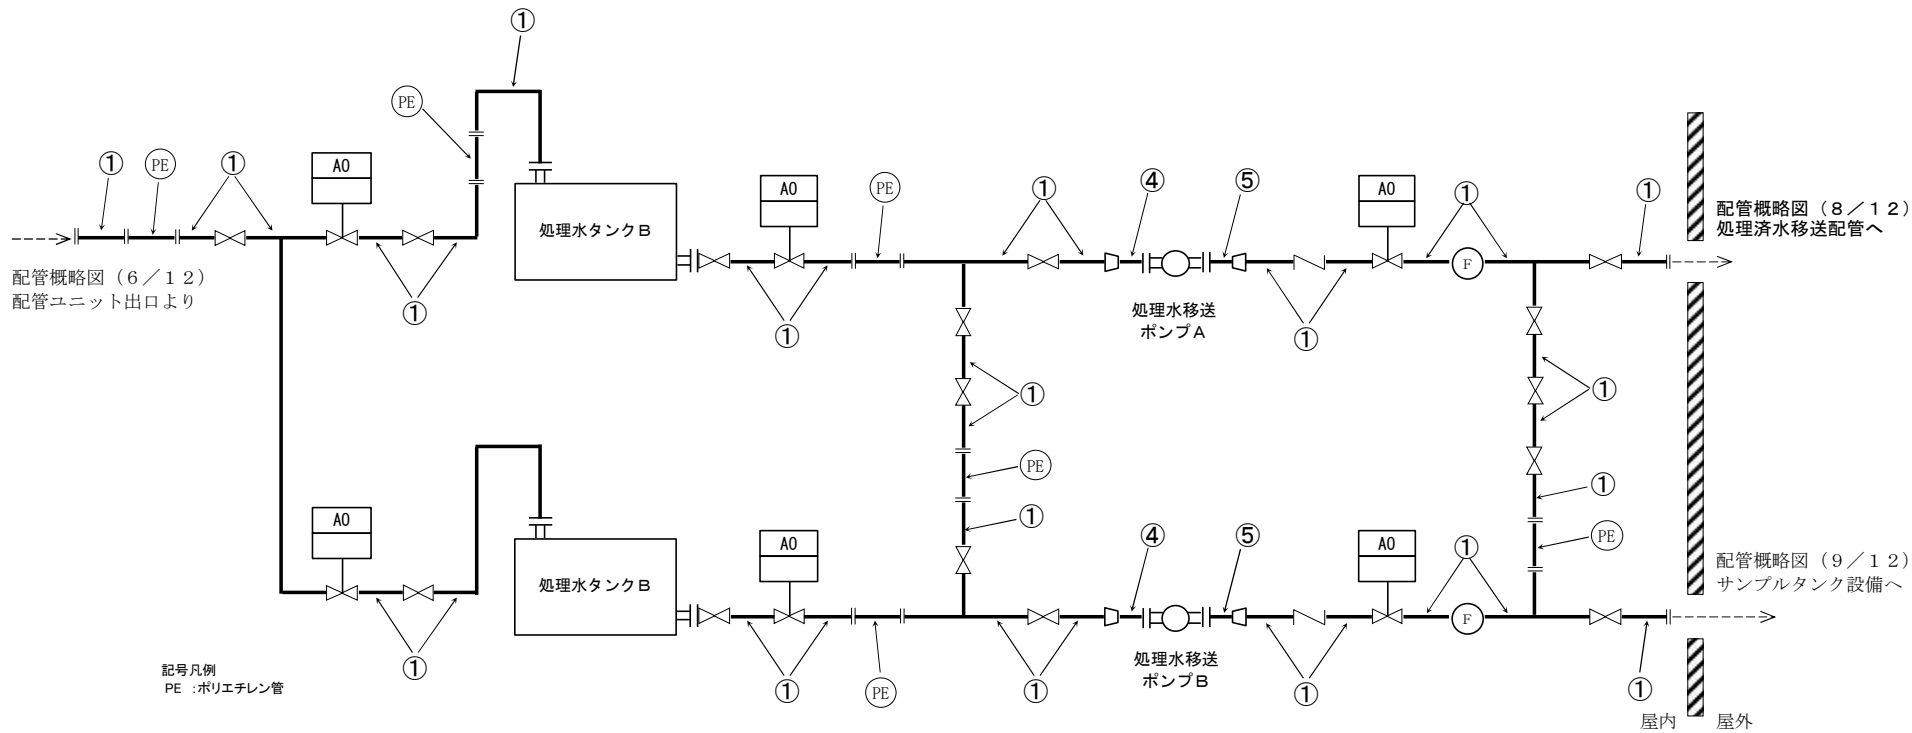 ①
PE
① PE ①
AO
AO
PE
①
④
⑤
AO
①
①
配管概略図（８／１２）
処理済水移送配管へ
処理水タンクＢ
配管概略図（６／１２）
配管ユニット出口より
F
①
①
処理水移送
ポンプＡ
①
①
①
PE
①
①
PE
AO
AO
④
⑤
AO
①
配管概略図（９／１２）
サンプルタンク設備へ
処理水タンクＢ
F
①
①
PE
①
処理水移送
ポンプＢ
①
①
記号凡例
PE ：ポリエチレン管
屋内
屋外